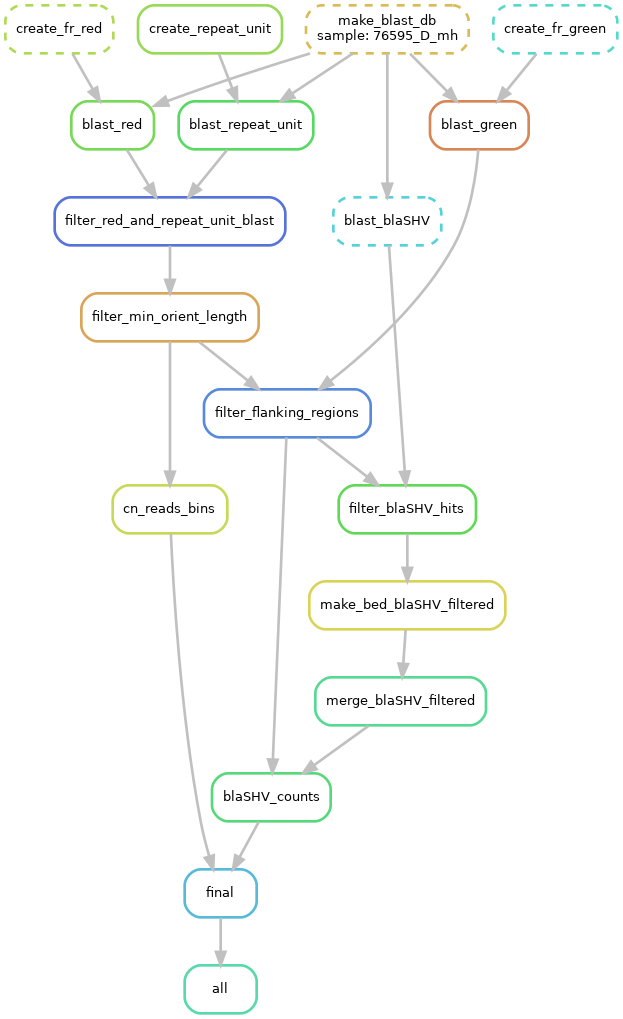 create_fr_red
create_repeat_unit
make_blast_db
sample: 76595_D_mh
create_fr_green
blast_red
blast_repeat_unit
blast_green
filter_red_and_repeat_unit_blast
blast_blaSHV
filter_min_orient_length
filter_flanking_regions
cn_reads_bins
filter_blaSHV_hits
make_bed_blaSHV_filtered
merge_blaSHV_filtered
blaSHV_counts
final
all